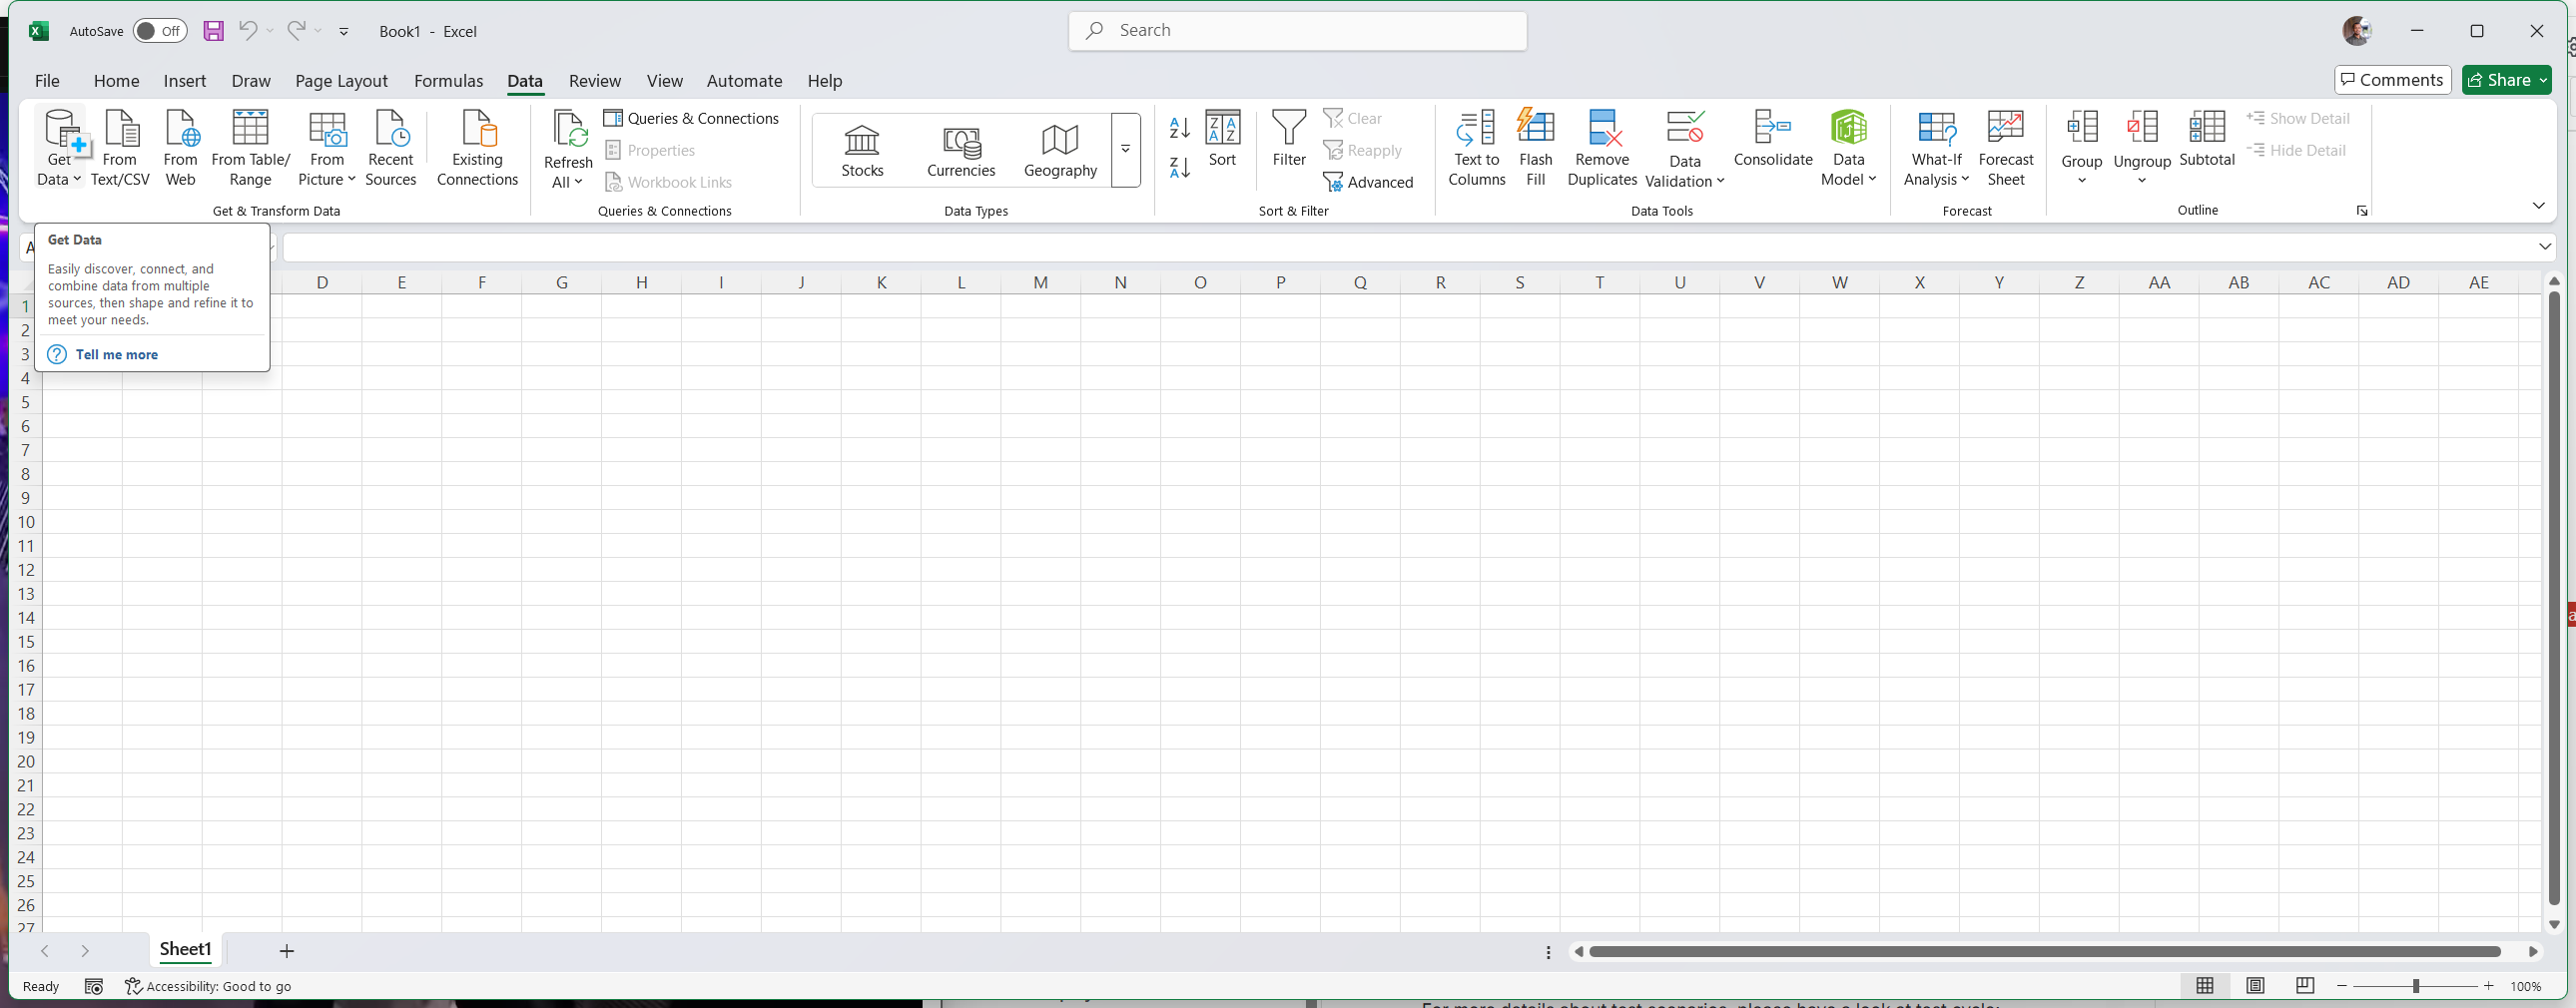 AutoSave Off Book1 - Excel Search
File Home Insert Draw Page Layout Formulas Data Review View Automate Help Comments Share
Get Data
From Text/CSV
From Web
From Table/ Range
From Picture
Recent Sources
Existing Connections
Get & Transform Data
Refresh All
Queries & Connections
Properties
Workbook Links
Queries & Connections
Stocks
Currencies
Geography
Data Types
Sort
Filter
Clear
Reapply
Advanced
Sort & Filter
Text to Columns
Flash Fill
Remove Duplicates
Data Validation
Consolidate
Data Model
Data Tools
What-If Analysis
Forecast Sheet
Forecast
Group
Ungroup
Subtotal
Show Detail
Hide Detail
Outline
Get Data
Easily discover, connect, and
combine data from multiple
sources, then shape and refine it to
meet your needs.
Tell me more
D E F G H I J K L M N O P Q R S T U V W X Y Z AA AB AC AD AE
1
2
3
4
5
6
7
8
9
10
11
12
13
14
15
16
17
18
19
20
21
22
23
24
25
26
27
Sheet1
Ready Accessibility: Good to go 100%